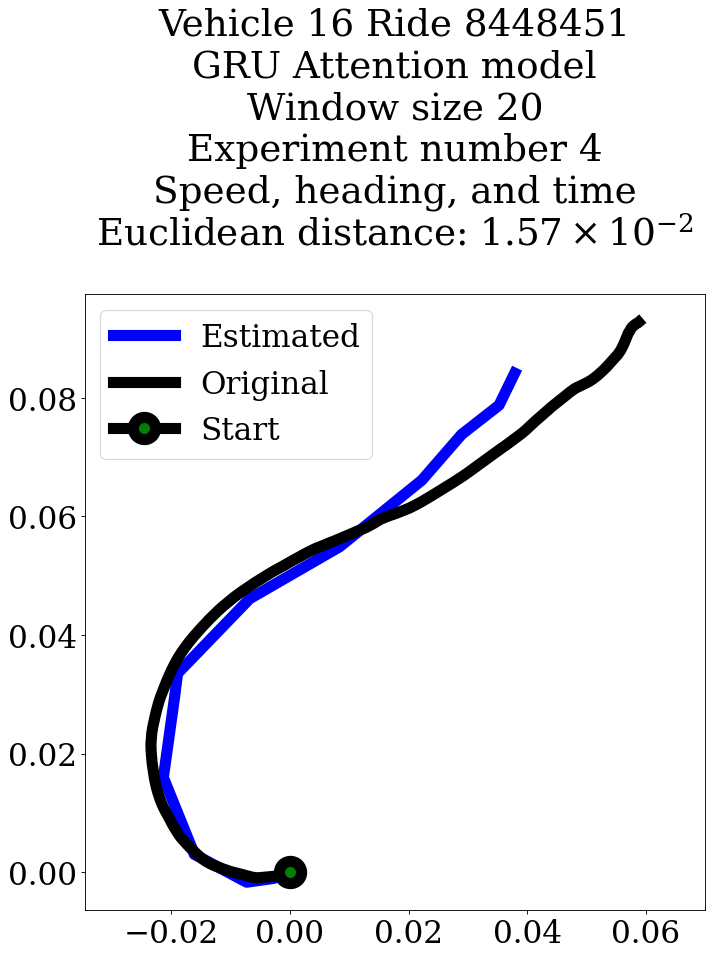 Vehicle 16 Ride 8448451
GRU Attention model
Window size 20
Experiment number 4
Speed, heading, and time
Euclidean distance: 1.57 × 10⁻²
Estimated
Original
Start
0.08
0.06
0.04
0.02
0.00
−0.02 0.00 0.02 0.04 0.06